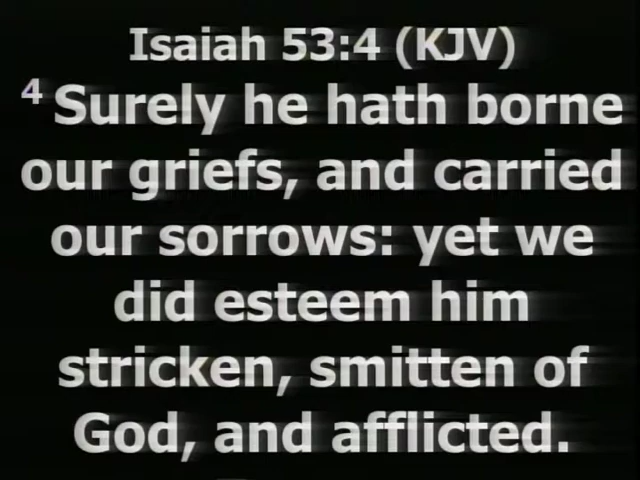 Isaiah 53:4 (KJV)
4 Surely he hath borne
our griefs, and carried
our sorrows: yet we
did esteem him
stricken, smitten of
God, and afflicted.